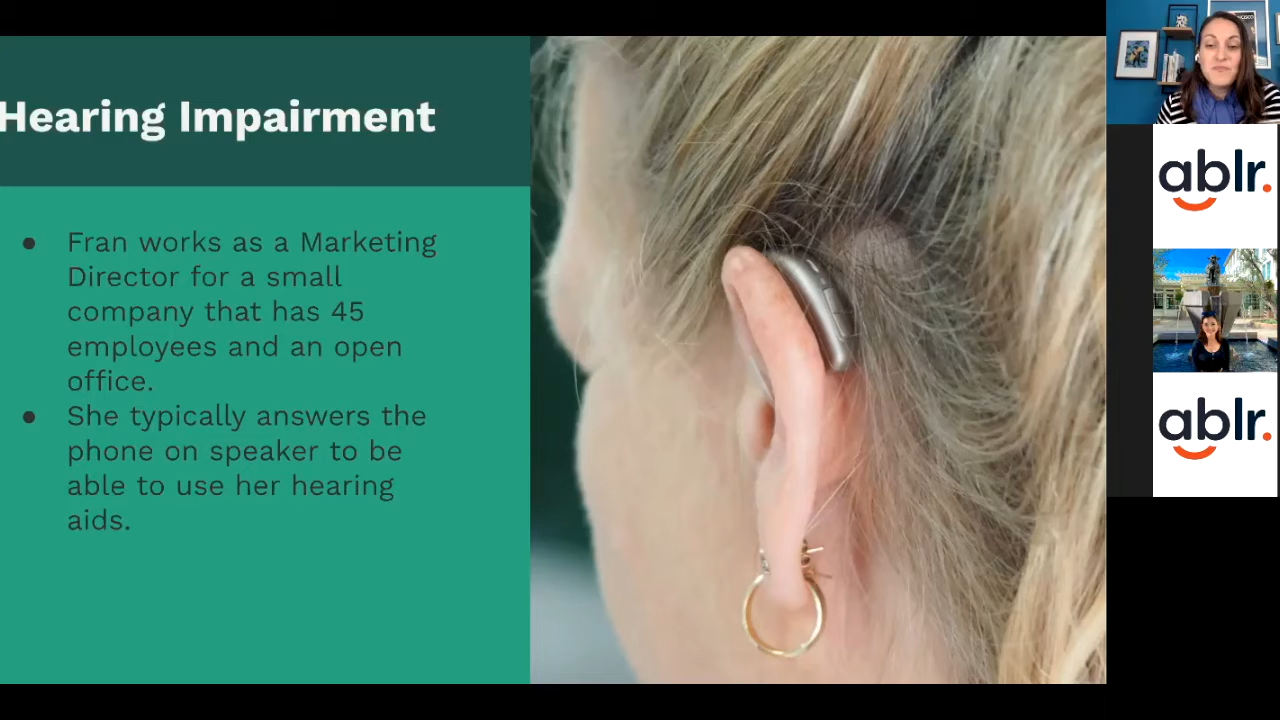 Hearing Impairment
● Fran works as a Marketing
Director for a small
company that has 45
employees and an open
office.
● She typically answers the
phone on speaker to be
able to use her hearing
aids.
ablr.
ablr.